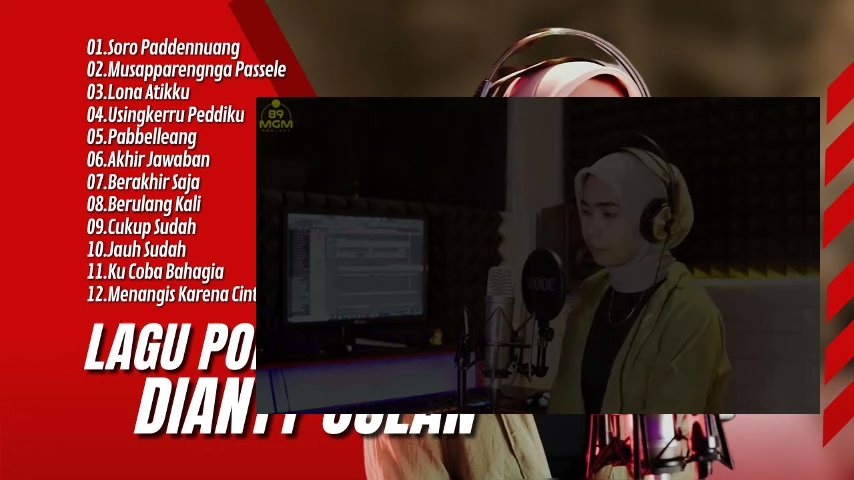 01.Soro Paddennuang
02.Musapparengnga Passele
03.Lona Atikku
04.Usingkerru Peddiku
05.Pabbelleang
06.Akhir Jawaban
07.Berakhir Saja
08.Berulang Kali
09.Cukup Sudah
10.Jauh Sudah
11.Ku Coba Bahagia
12.Menangis Karena
LAGU
89
MGM
PROJECT
RODE